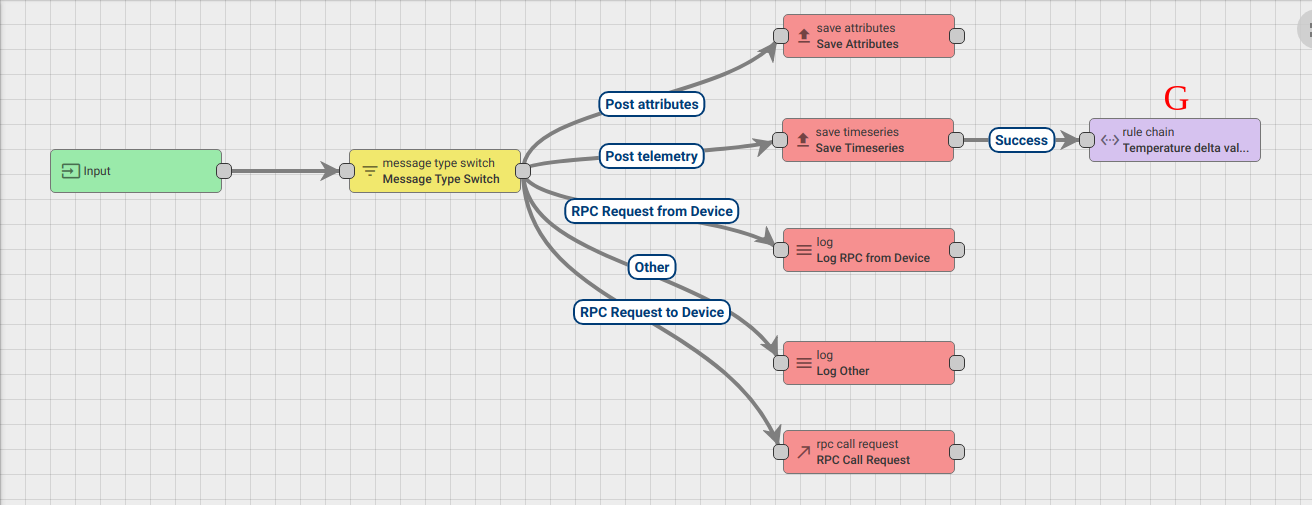 save attributes
Save Attributes
G
Post attributes
save timeseries
Save Timeseries
Success
rule chain
Temperature delta val...
Post telemetry
Input
message type switch
Message Type Switch
RPC Request from Device
log
Log RPC from Device
Other
RPC Request to Device
log
Log Other
rpc call request
RPC Call Request